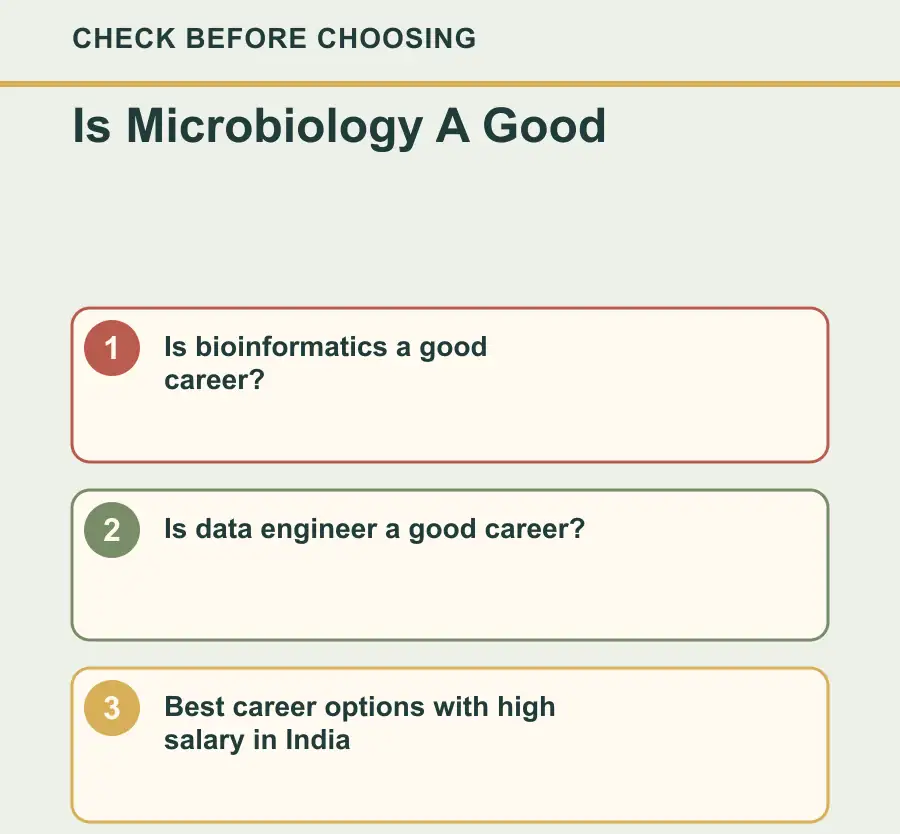 CHECK BEFORE CHOOSING
Is Microbiology A Good
1
Is bioinformatics a good
career?
2
Is data engineer a good career?
3
Best career options with high
salary in India